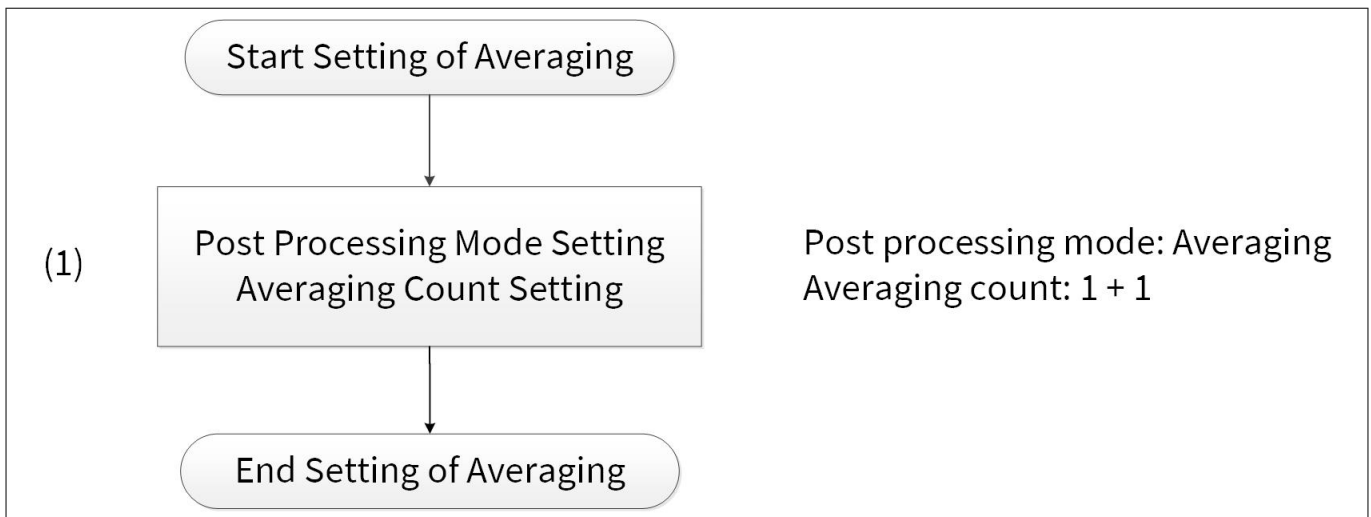 Start Setting of Averaging
(1)
Post Processing Mode Setting
Averaging Count Setting
Post processing mode: Averaging
Averaging count: 1 + 1
End Setting of Averaging